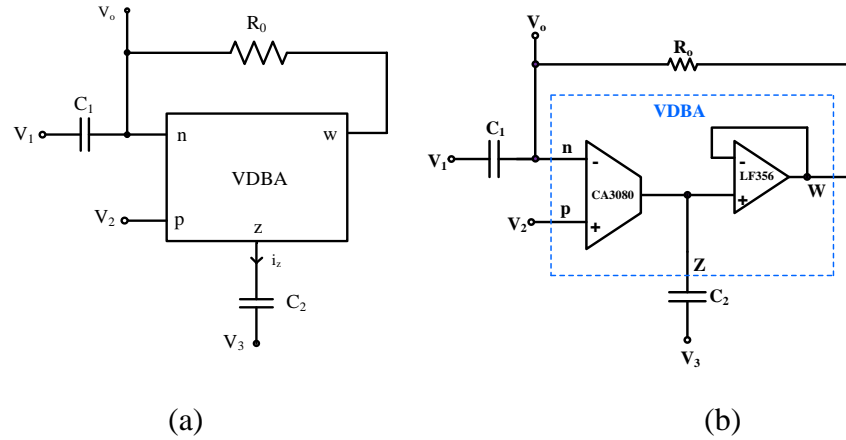 Vo
R0
C1
V1
n
w
VDBA
V2
p
z
iz
C2
V3
(a)
Vo
Ro
VDBA
C1
n
-
V1
CA3080
-
LF356
W
V2
p
+
+
Z
C2
V3
(b)